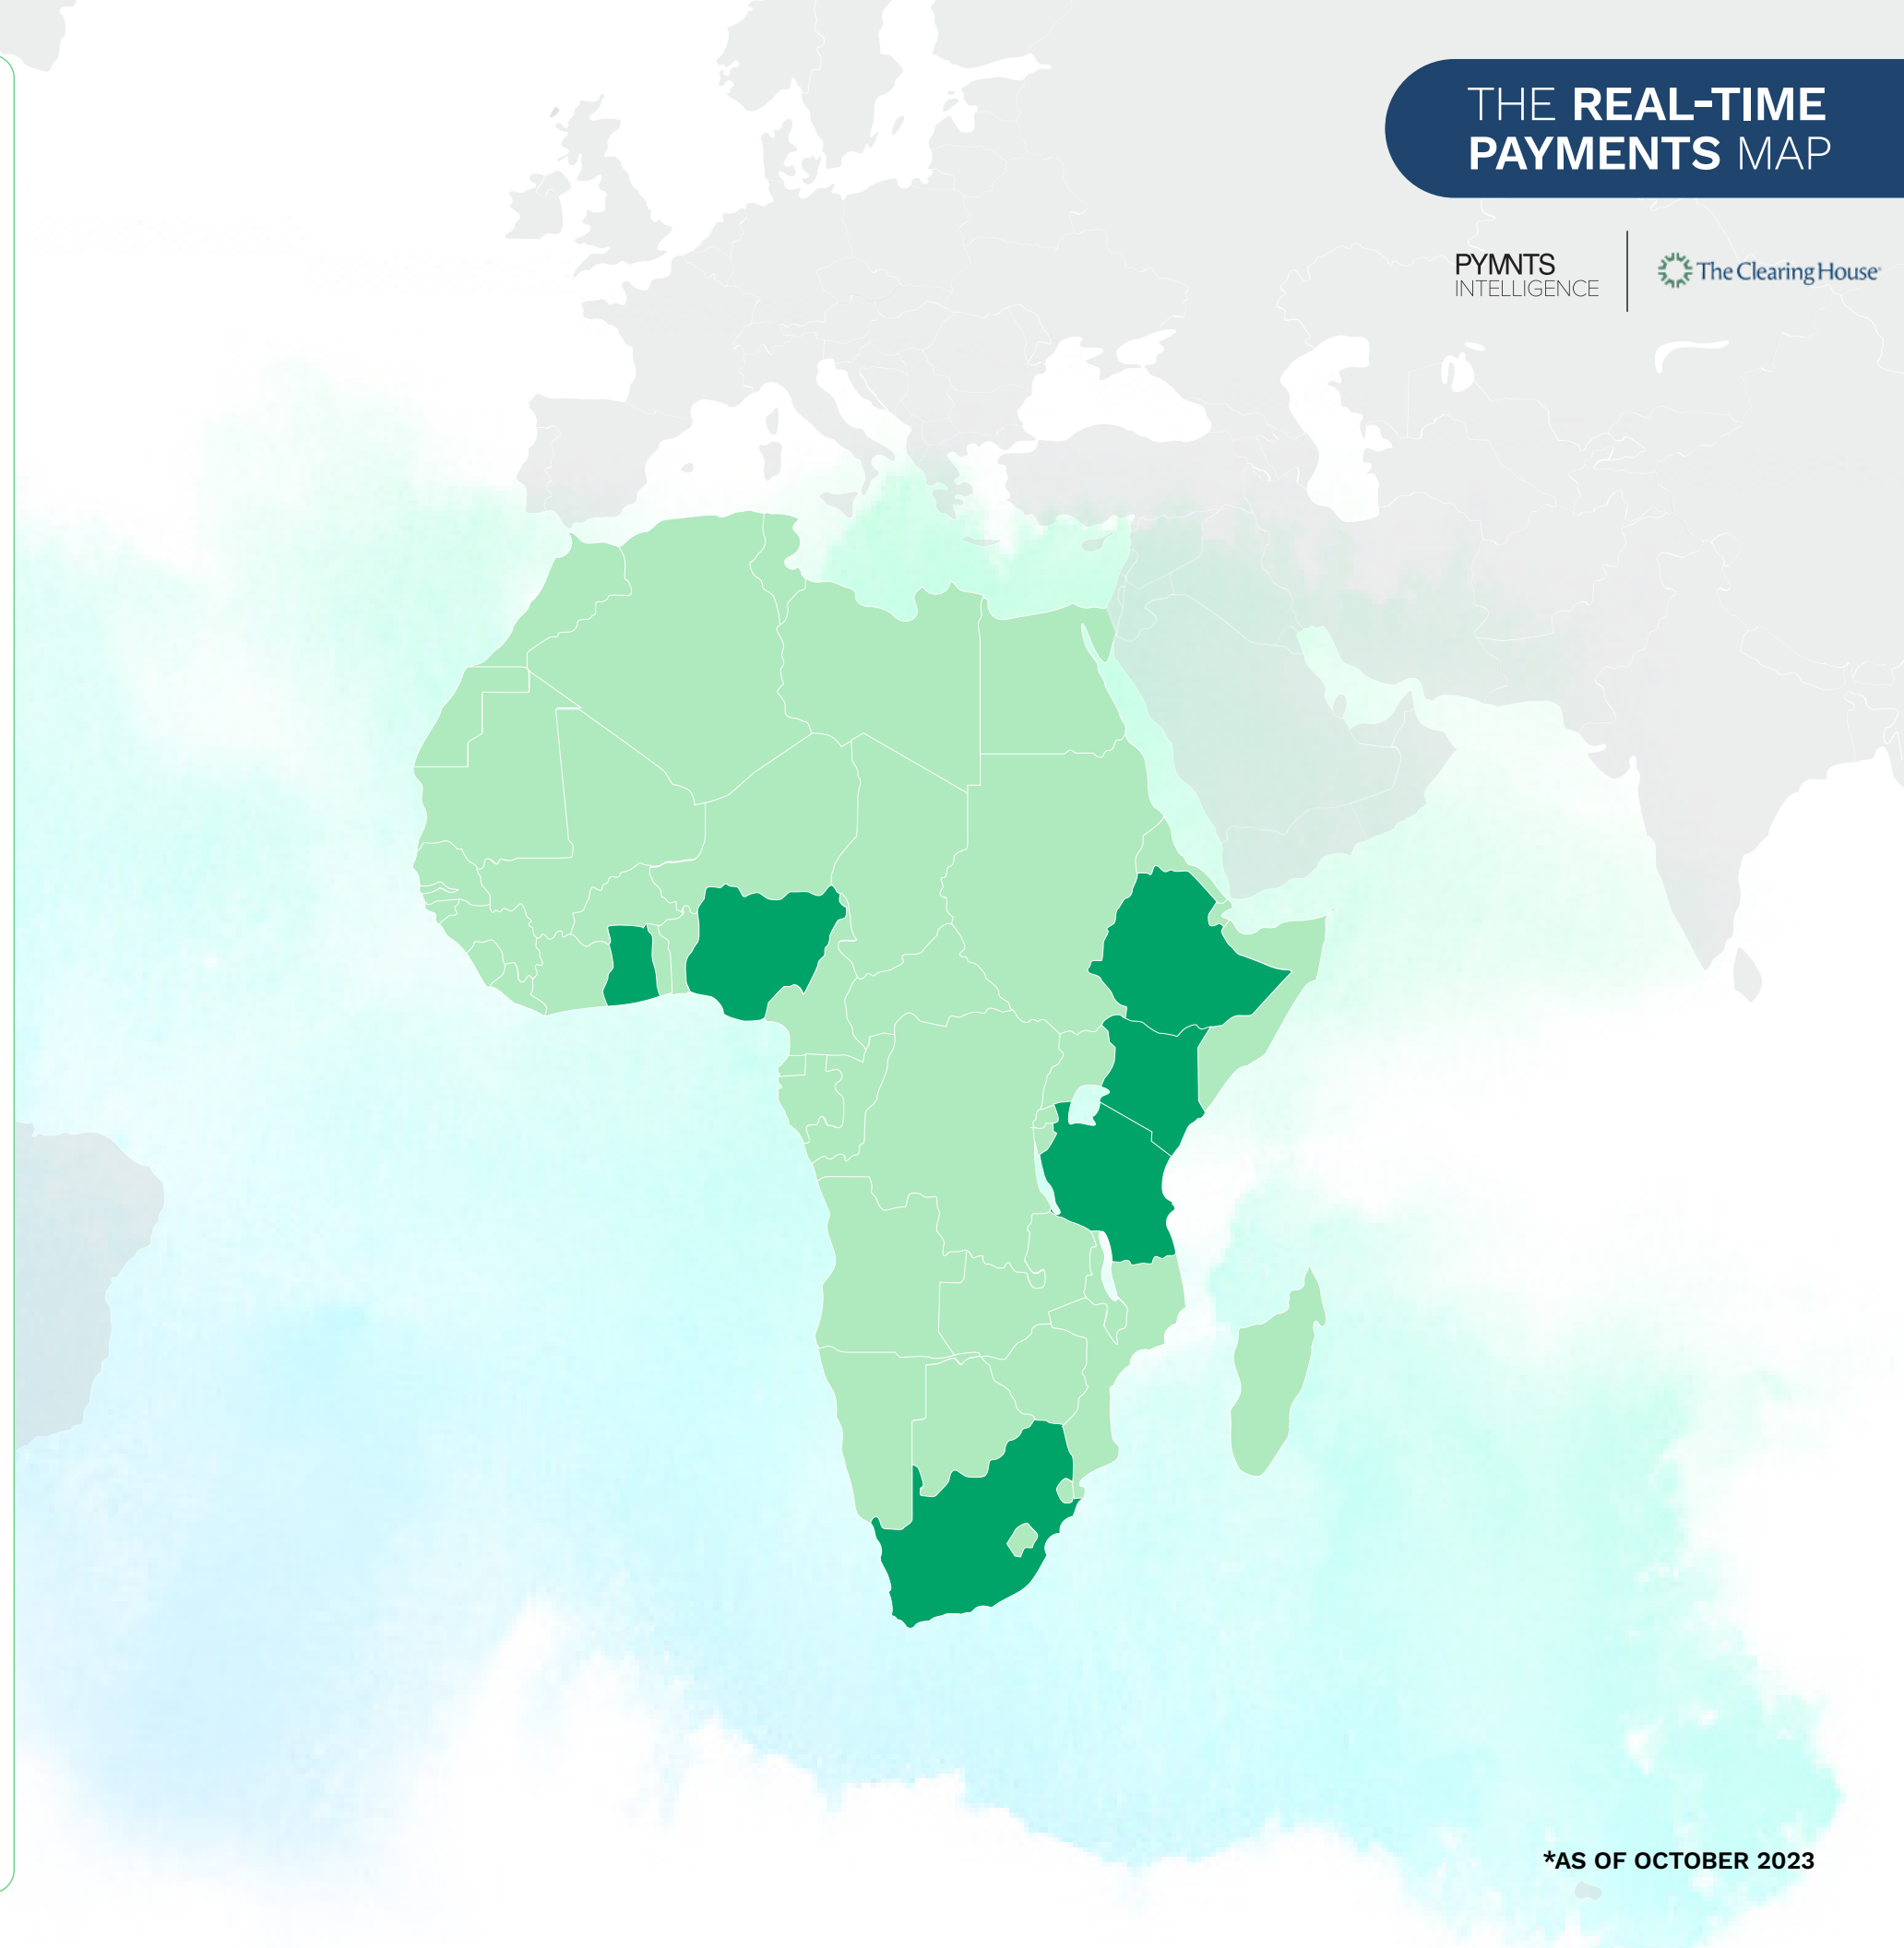 THE REAL-TIME
PAYMENTS MAP
PYMNTS
INTELLIGENCE
The Clearing House
*AS OF OCTOBER 2023